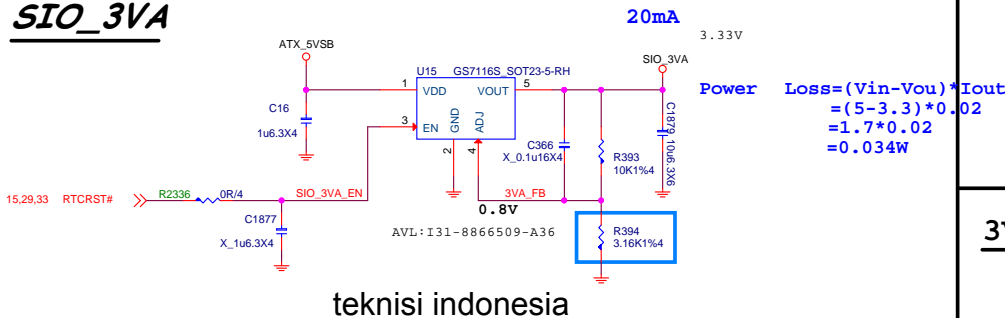 SIO_3VA
20mA
3.33V
ATX_5VSB
SIO_3VA
U15 GS7116S_SOT23-5-RH
1 VDD VOUT 5
Power Loss=(Vin-Vou)*Iout
=(5-3.3)*0.02
=1.7*0.02
=0.034W
C16
1u6.3X4
3 EN GND ADJ
2 4
C366
X_0.1u16X4
R393
10K1%4
C1879
10u6.3X6
15,29,33 RTCRST# R2336 0R/4 SIO_3VA_EN
3VA_FB
0.8V
C1877
X_1u6.3X4
AVL:I31-8866509-A36
R394
3.16K1%4
teknisi indonesia